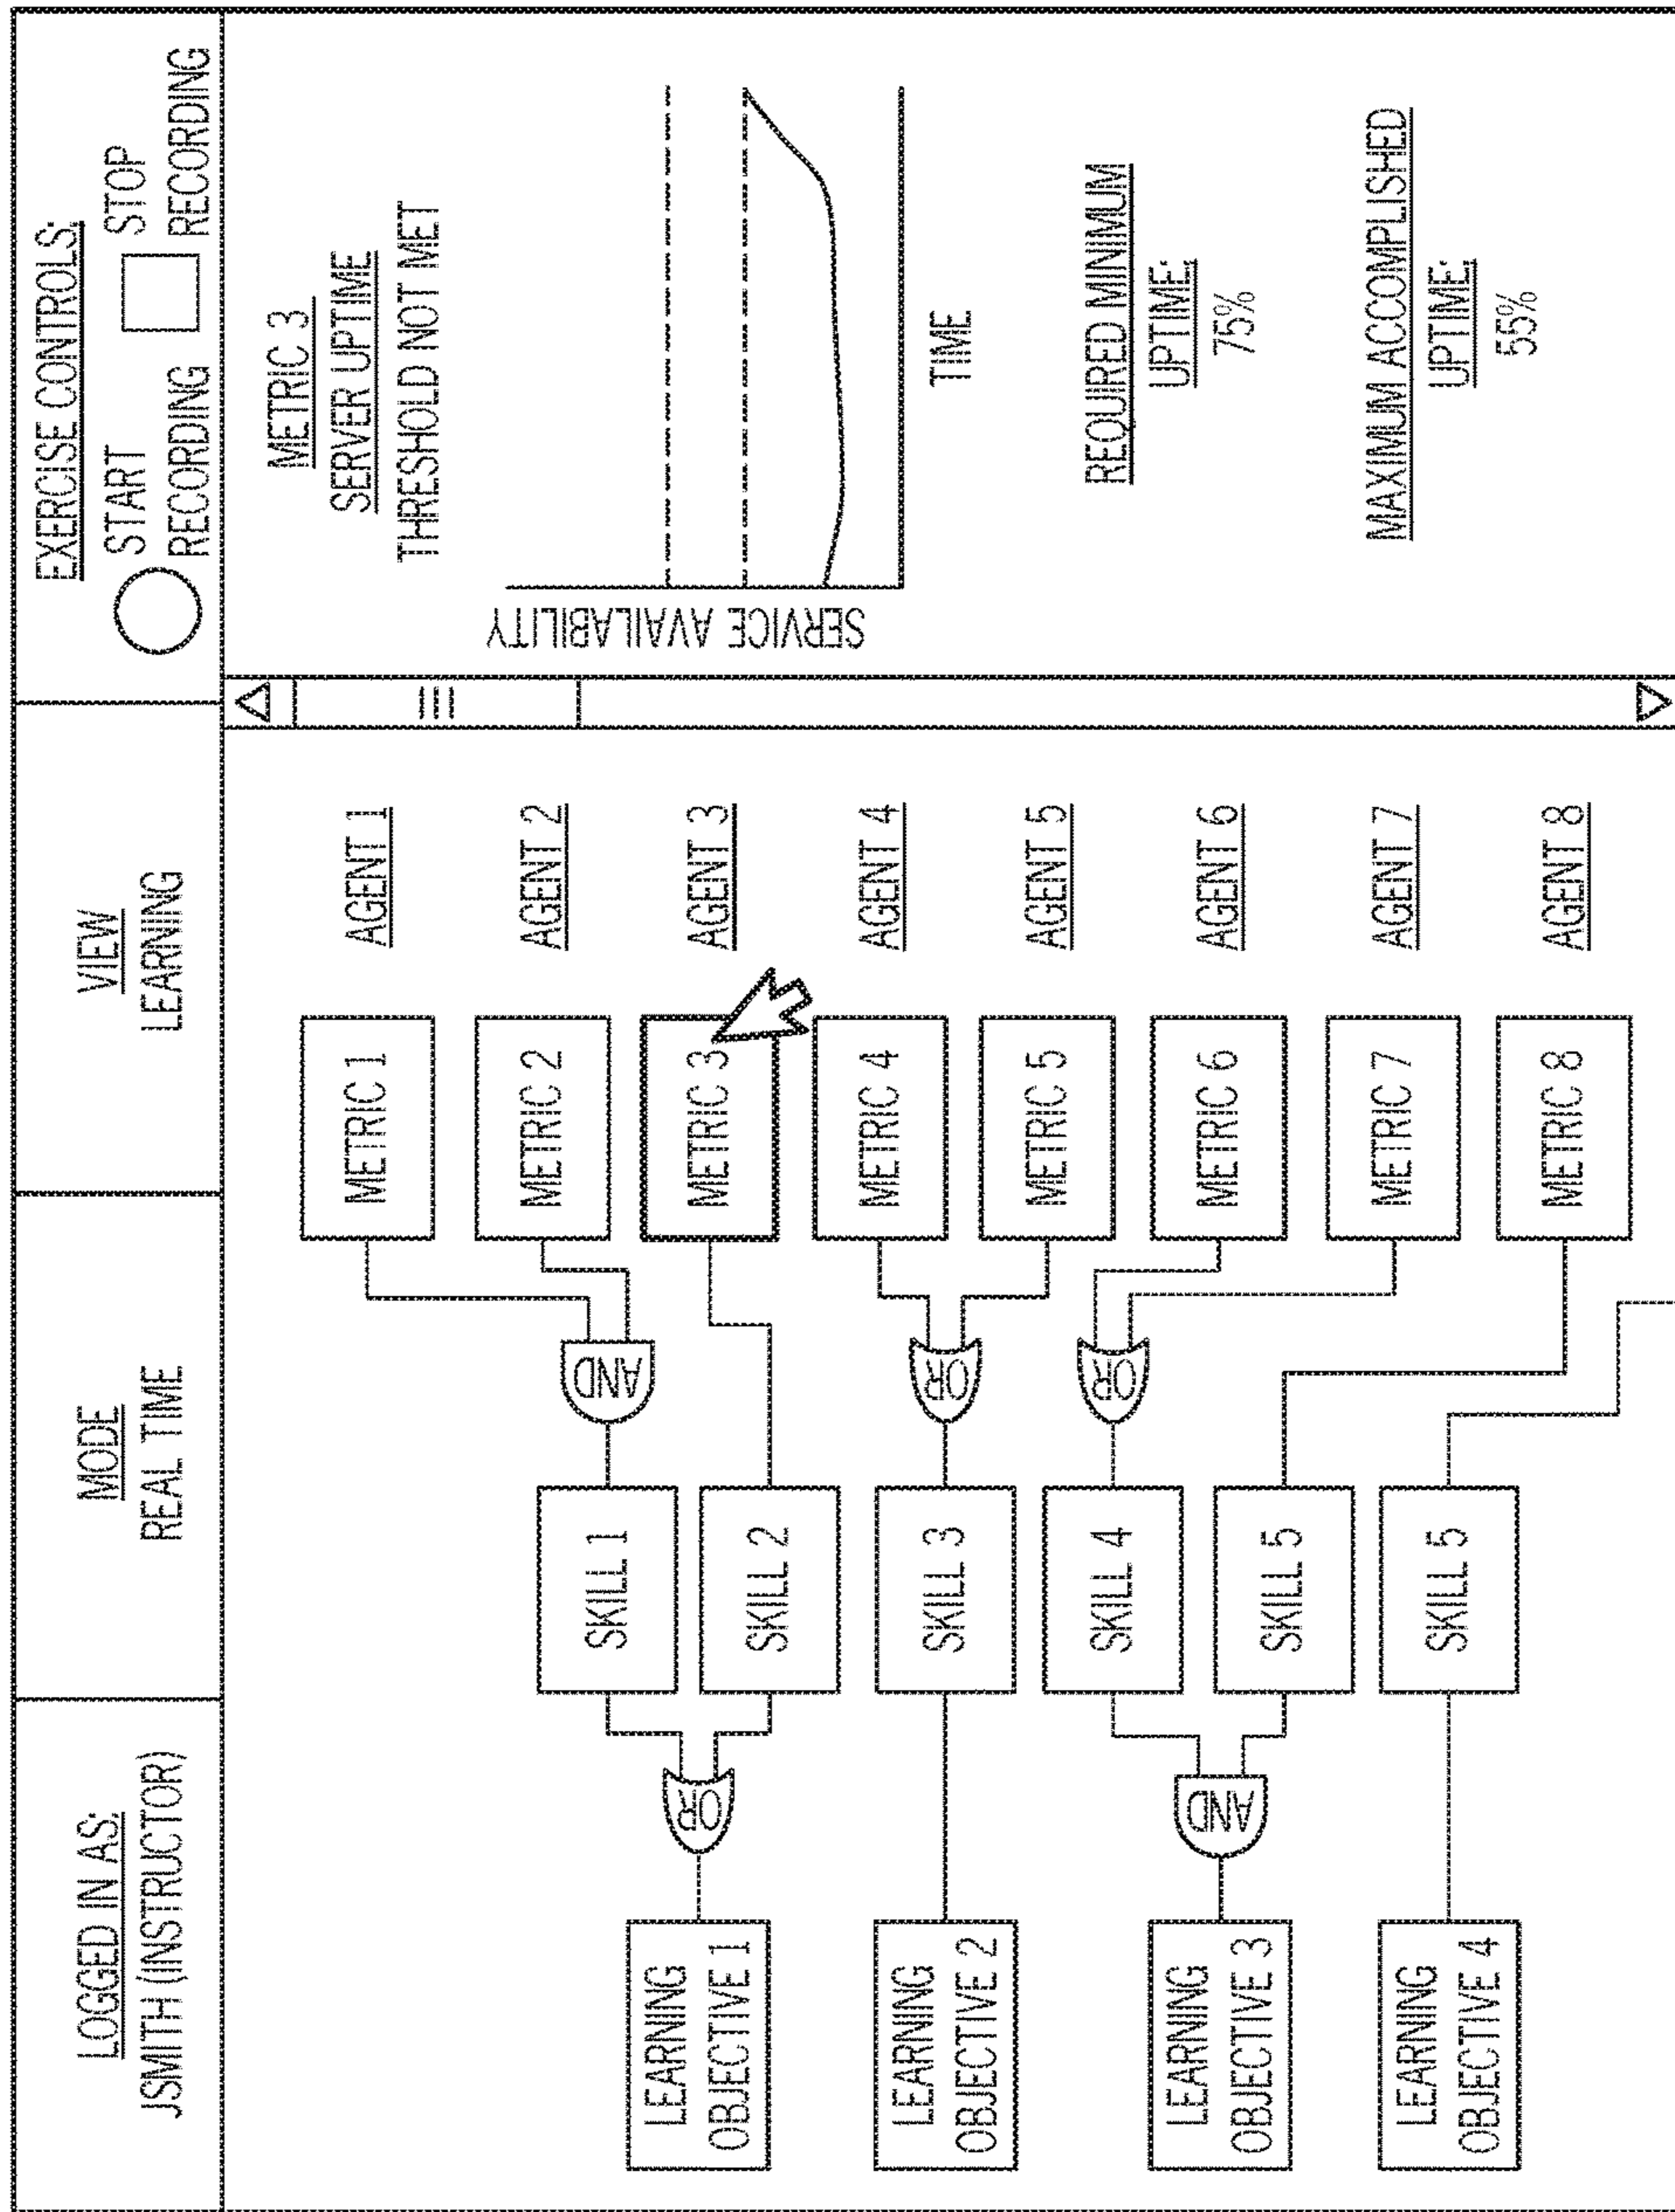 LOGGED IN AS:
JSMITH (INSTRUCTOR)
MODE
REAL TIME
VIEW
LEARNING
EXERCISE CONTROLS:
START
RECORDING
STOP
RECORDING
LEARNING
OBJECTIVE 1
LEARNING
OBJECTIVE 2
LEARNING
OBJECTIVE 3
LEARNING
OBJECTIVE 4
OR
AND
SKILL 1
SKILL 2
SKILL 3
SKILL 4
SKILL 5
SKILL 5
AND
OR
OR
METRIC 1
METRIC 2
METRIC 3
METRIC 4
METRIC 5
METRIC 6
METRIC 7
METRIC 8
AGENT 1
AGENT 2
AGENT 3
AGENT 4
AGENT 5
AGENT 6
AGENT 7
AGENT 8
METRIC 3
SERVER UPTIME
THRESHOLD NOT MET
SERVICE AVAILABILITY
TIME
REQUIRED MINIMUM
UPTIME:
75%
MAXIMUM ACCOMPLISHED
UPTIME:
55%